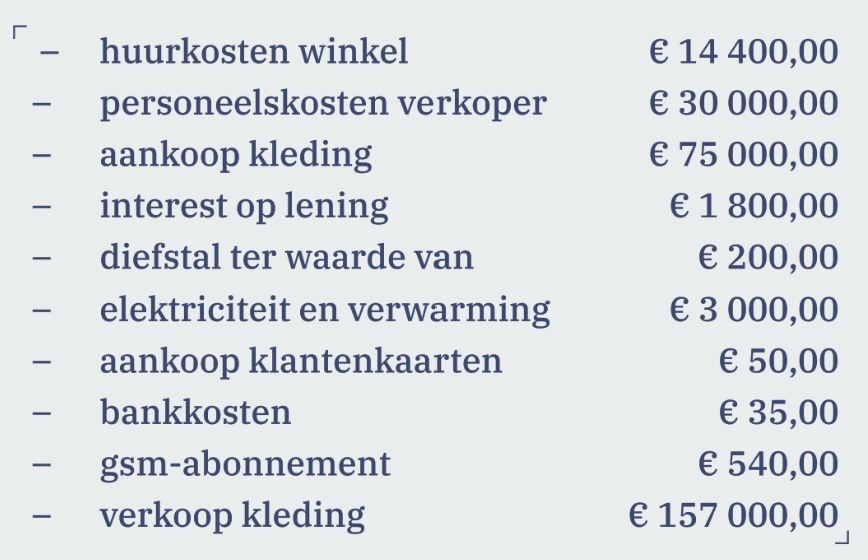 – huurkosten winkel € 14 400,00
– personeelskosten verkoper € 30 000,00
– aankoop kleding € 75 000,00
– interest op lening € 1 800,00
– diefstal ter waarde van € 200,00
– elektriciteit en verwarming € 3 000,00
– aankoop klantenkaarten € 50,00
– bankkosten € 35,00
– gsm-abonnement € 540,00
– verkoop kleding € 157 000,00